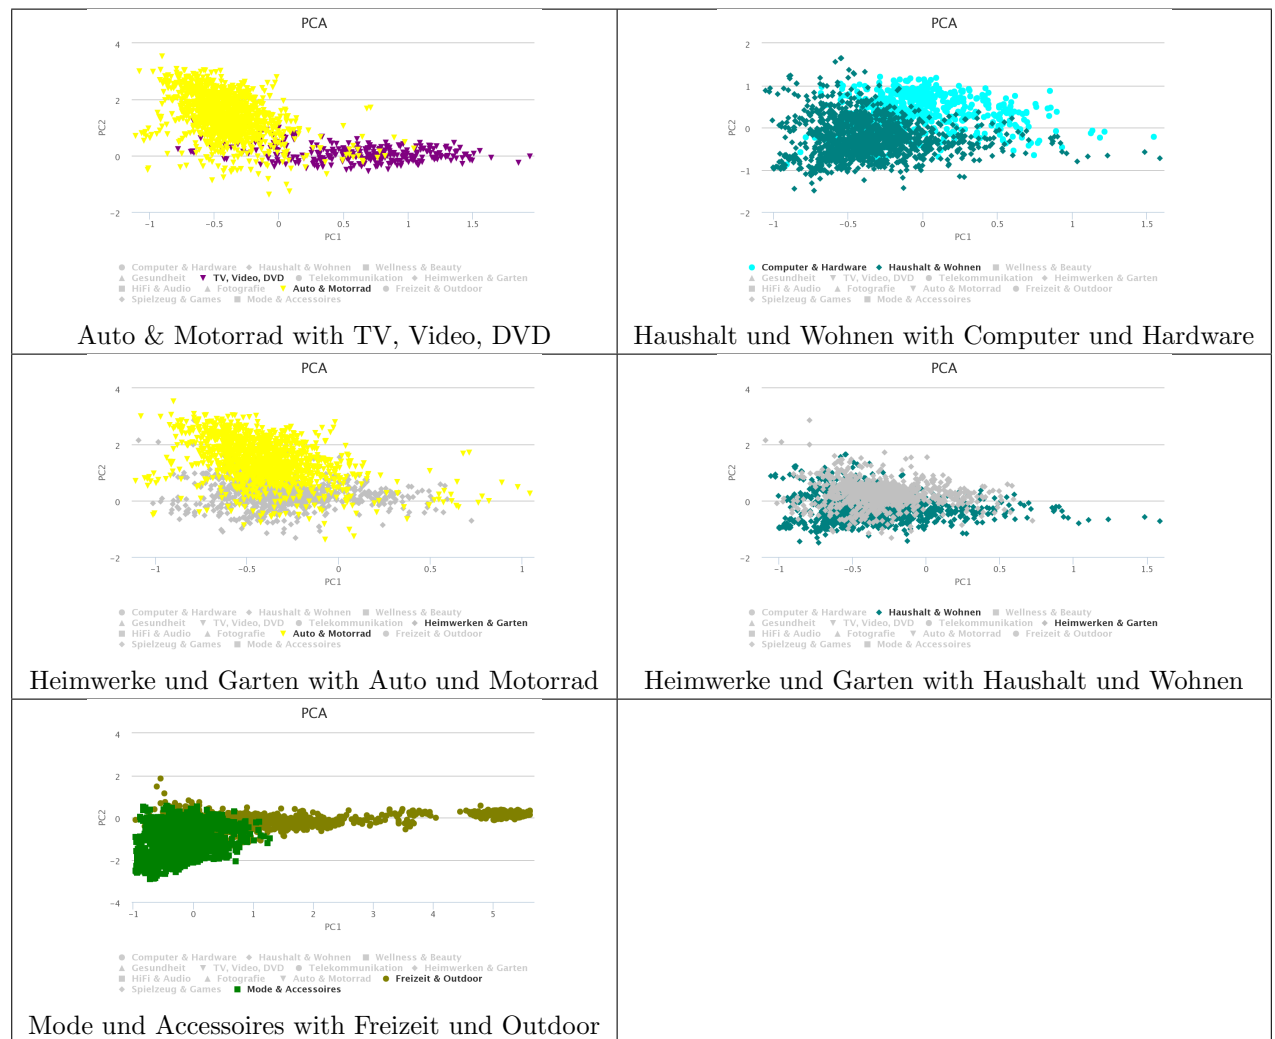 PCA
4
2
0
−2
PC2
−1 −0.5 0 0.5 1 1.5
PC1
Computer & Hardware Haushalt & Wohnen Wellness & Beauty
Gesundheit TV, Video, DVD Telekommunikation Heimwerken & Garten
HiFi & Audio Fotografie Auto & Motorrad Freizeit & Outdoor
Spielzeug & Games Mode & Accessoires
Auto & Motorrad with TV, Video, DVD
PCA
2
1
0
−1
−2
PC2
−1 −0.5 0 0.5 1 1.5
PC1
Computer & Hardware Haushalt & Wohnen Wellness & Beauty
Gesundheit TV, Video, DVD Telekommunikation Heimwerken & Garten
HiFi & Audio Fotografie Auto & Motorrad Freizeit & Outdoor
Spielzeug & Games Mode & Accessoires
Haushalt und Wohnen with Computer und Hardware
PCA
4
2
0
−2
PC2
−1 −0.5 0 0.5 1
PC1
Computer & Hardware Haushalt & Wohnen Wellness & Beauty
Gesundheit TV, Video, DVD Telekommunikation Heimwerken & Garten
HiFi & Audio Fotografie Auto & Motorrad Freizeit & Outdoor
Spielzeug & Games Mode & Accessoires
Heimwerke und Garten with Auto und Motorrad
PCA
4
2
0
−2
PC2
−1 −0.5 0 0.5 1 1.5
PC1
Computer & Hardware Haushalt & Wohnen Wellness & Beauty
Gesundheit TV, Video, DVD Telekommunikation Heimwerken & Garten
HiFi & Audio Fotografie Auto & Motorrad Freizeit & Outdoor
Spielzeug & Games Mode & Accessoires
Heimwerke und Garten with Haushalt und Wohnen
PCA
4
2
0
−2
−4
PC2
−1 0 1 2 3 4 5
PC1
Computer & Hardware Haushalt & Wohnen Wellness & Beauty
Gesundheit TV, Video, DVD Telekommunikation Heimwerken & Garten
HiFi & Audio Fotografie Auto & Motorrad Freizeit & Outdoor
Spielzeug & Games Mode & Accessoires
Mode und Accessoires with Freizeit und Outdoor